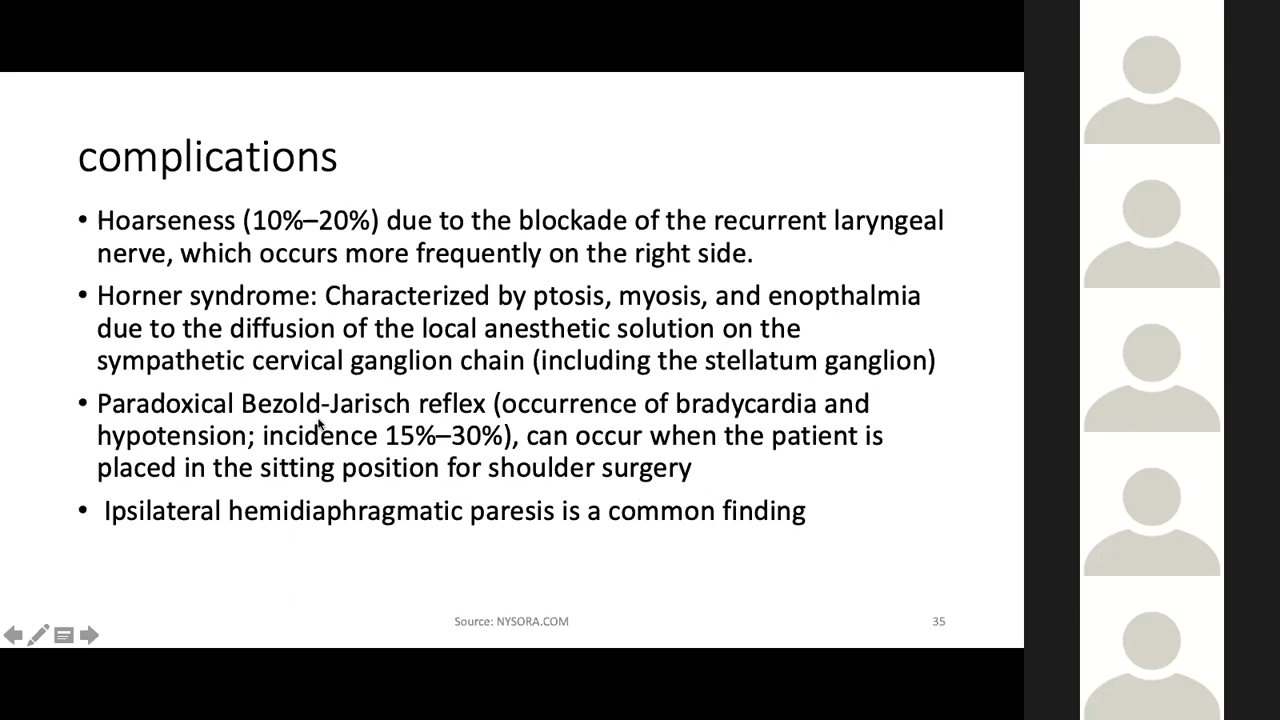 complications
• Hoarseness (10%–20%) due to the blockade of the recurrent laryngeal
nerve, which occurs more frequently on the right side.
• Horner syndrome: Characterized by ptosis, myosis, and enopthalmia
due to the diffusion of the local anesthetic solution on the
sympathetic cervical ganglion chain (including the stellatum ganglion)
• Paradoxical Bezold-Jarisch reflex (occurrence of bradycardia and
hypotension; incidence 15%–30%), can occur when the patient is
placed in the sitting position for shoulder surgery
• Ipsilateral hemidiaphragmatic paresis is a common finding
Source: NYSORA.COM
35